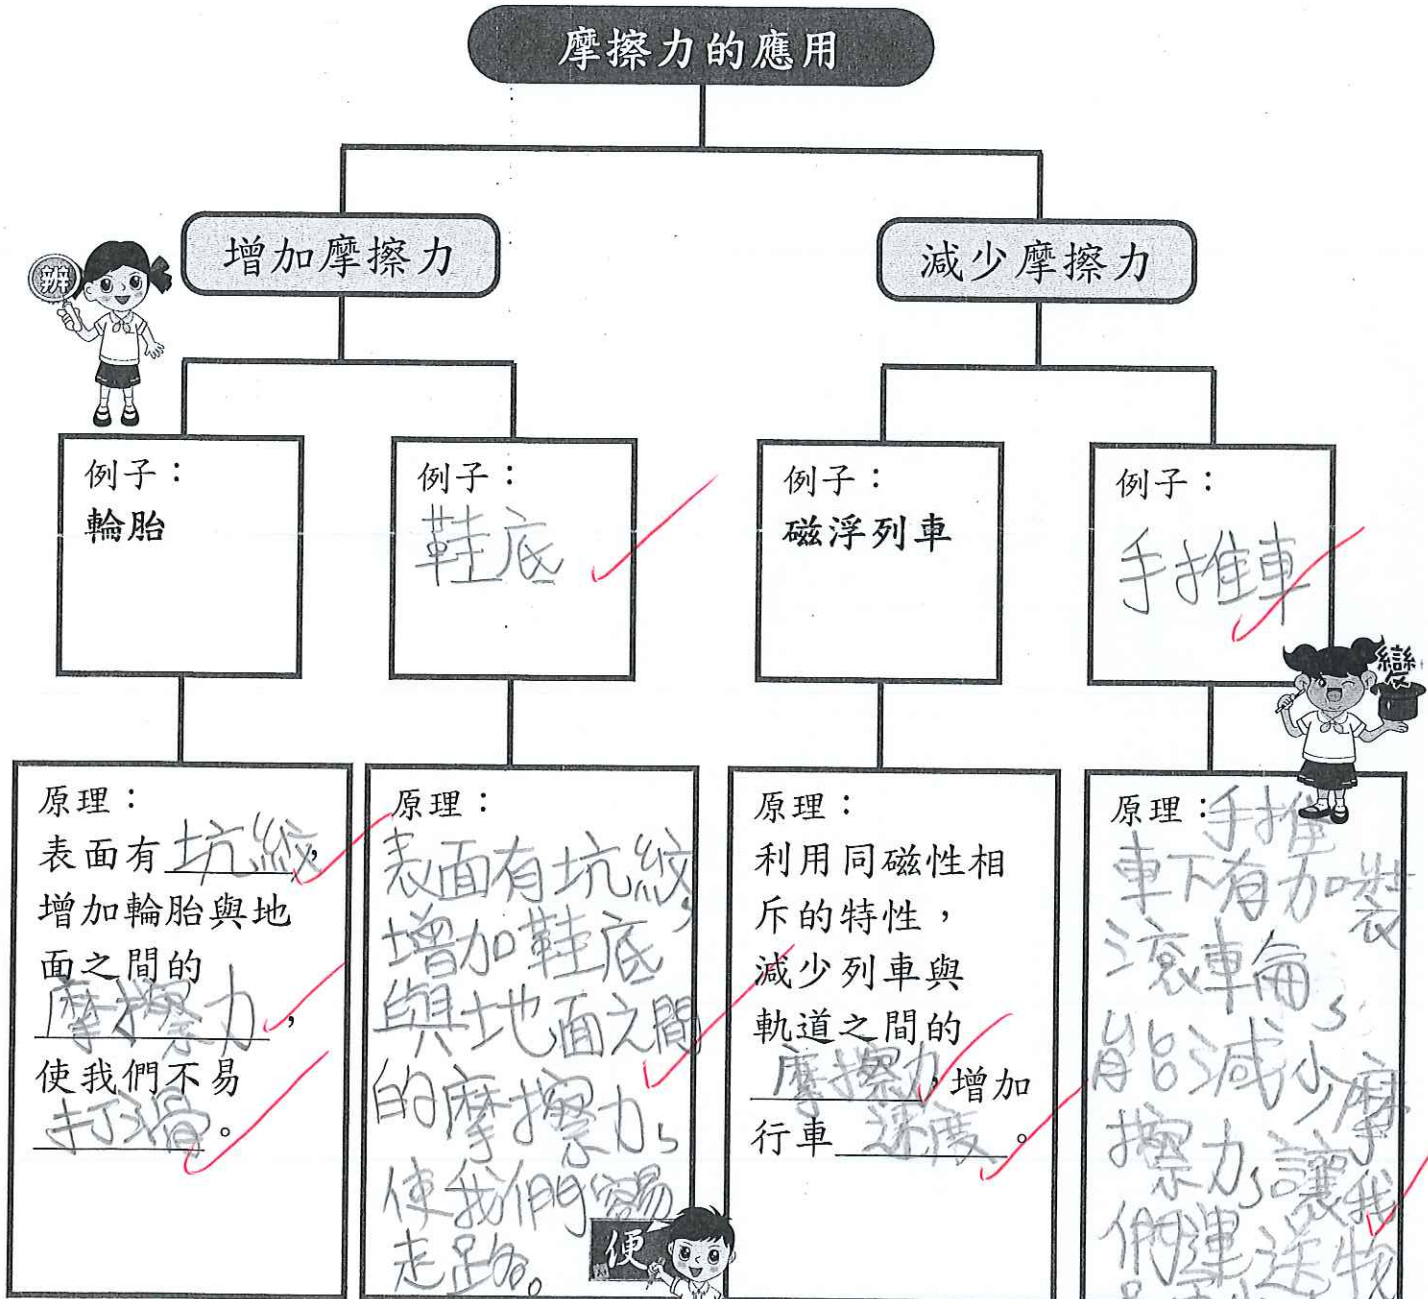 摩擦力的應用
增加摩擦力
減少摩擦力
辨
例子：
輪胎
例子：
鞋底
例子：
磁浮列車
例子：
手推車
變
原理：
表面有坑紋，
增加輪胎與地
面之間的
摩擦力，
使我們不易
打滑。
原理：
表面有坑紋，
增加鞋底
與地面之間
的摩擦力，
使我們容易
走路。
便
原理：
利用同磁性相
斥的特性，
減少列車與
軌道之間的
摩擦力，增加
行車速度。
原理：手推
車下有加裝
滾車輪，
能減少摩
擦力，讓我
們運送物